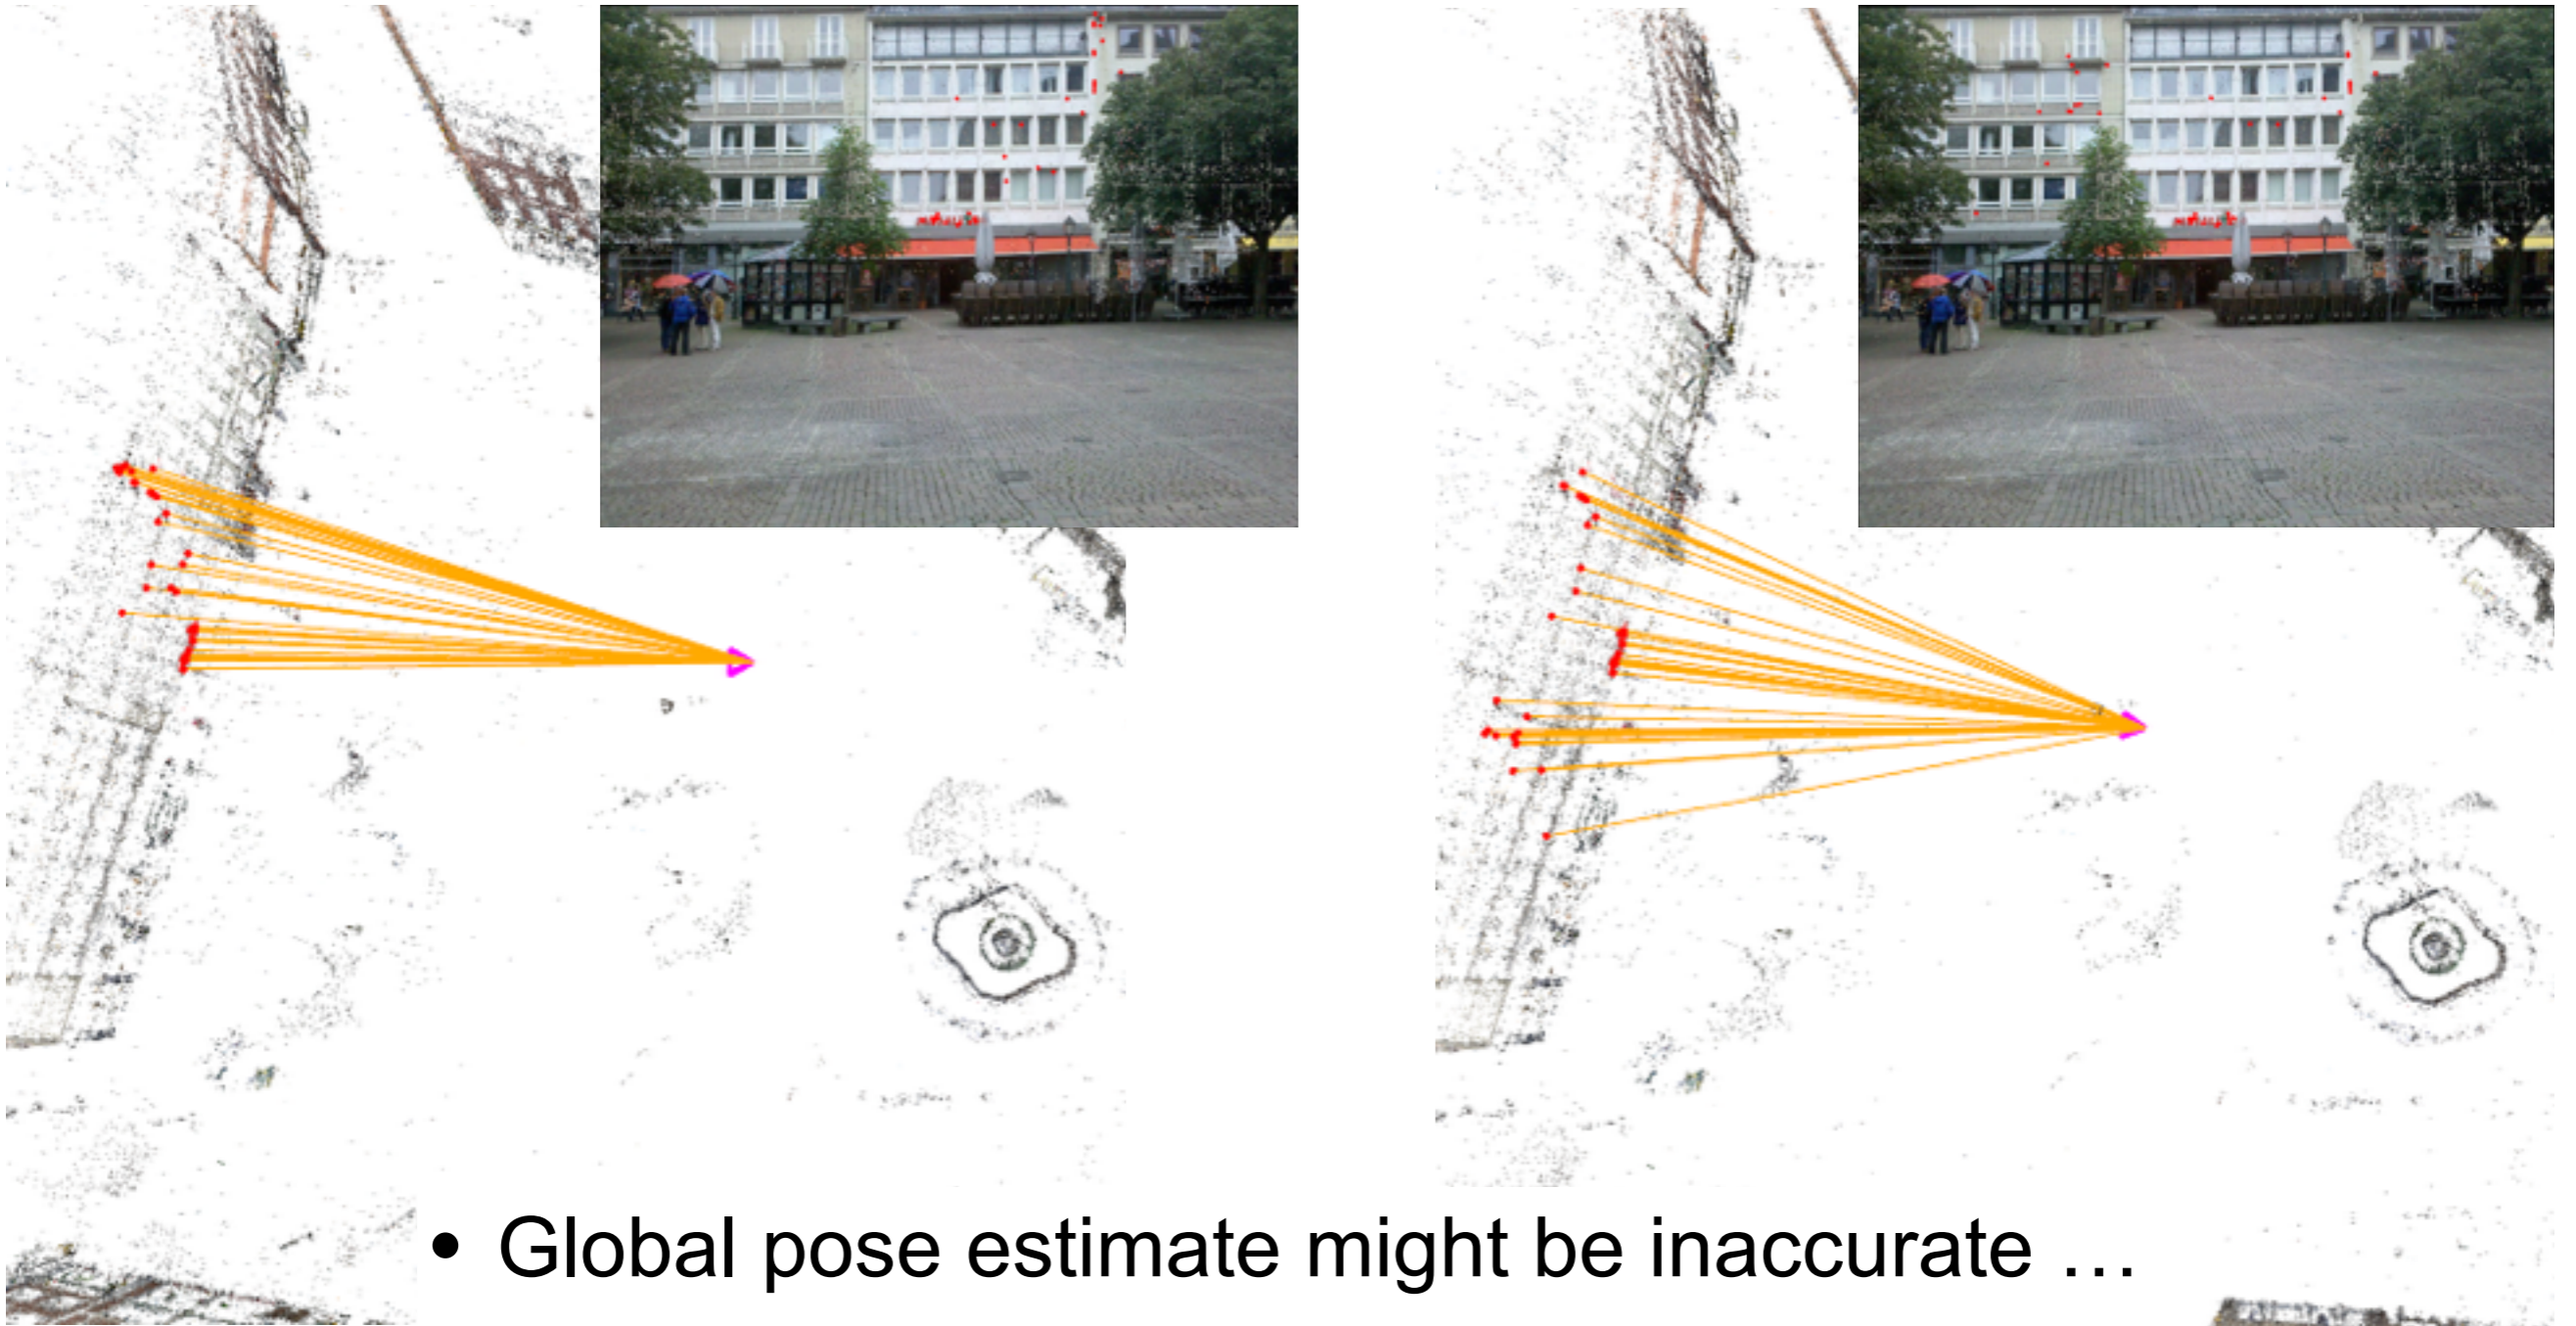 • Global pose estimate might be inaccurate …